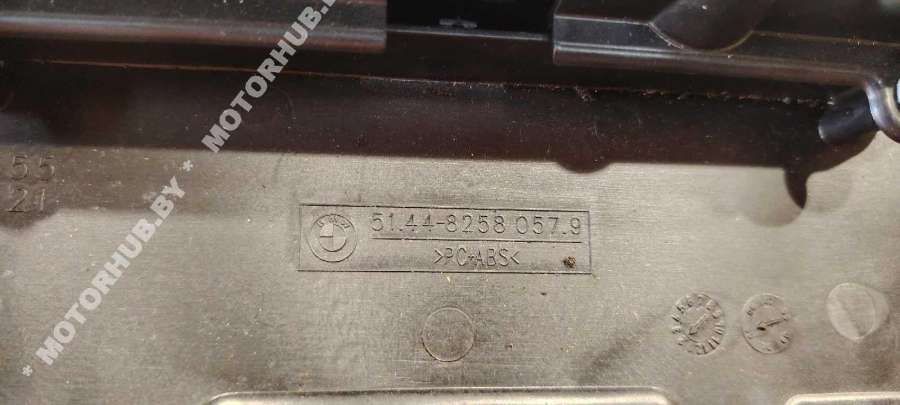 55
21
51.44-8258 057.9
>PC-ABS<
* MOTORHUB.BY * MOTORHUB.BY